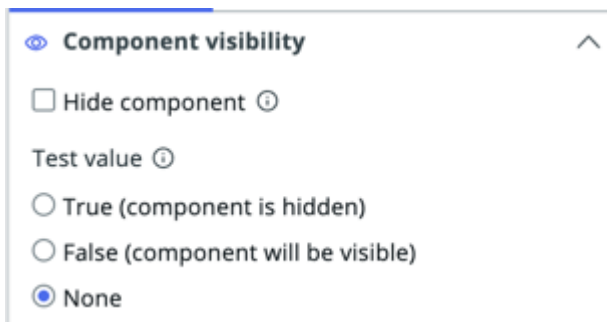 Component visibility
Hide component
Test value
True (component is hidden)
False (component will be visible)
None